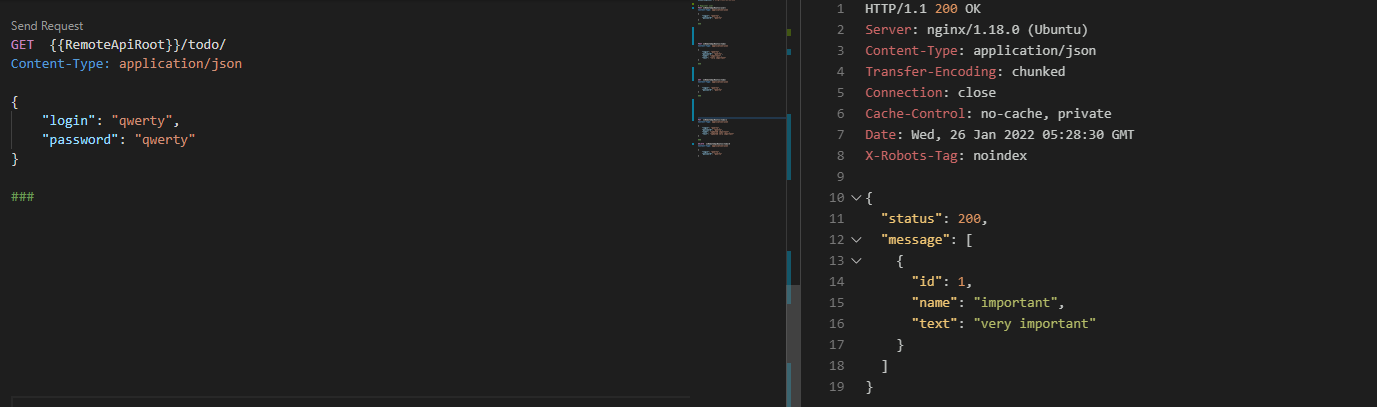 Send Request
GET  {{RemoteApiRoot}}/todo/
Content-Type: application/json
{
    "login": "qwerty",
    "password": "qwerty"
}
###
1 HTTP/1.1 200 OK
2 Server: nginx/1.18.0 (Ubuntu)
3 Content-Type: application/json
4 Transfer-Encoding: chunked
5 Connection: close
6 Cache-Control: no-cache, private
7 Date: Wed, 26 Jan 2022 05:28:30 GMT
8 X-Robots-Tag: noindex
9
10 {
11   "status": 200,
12   "message": [
13     {
14       "id": 1,
15       "name": "important",
16       "text": "very important"
17     }
18   ]
19 }